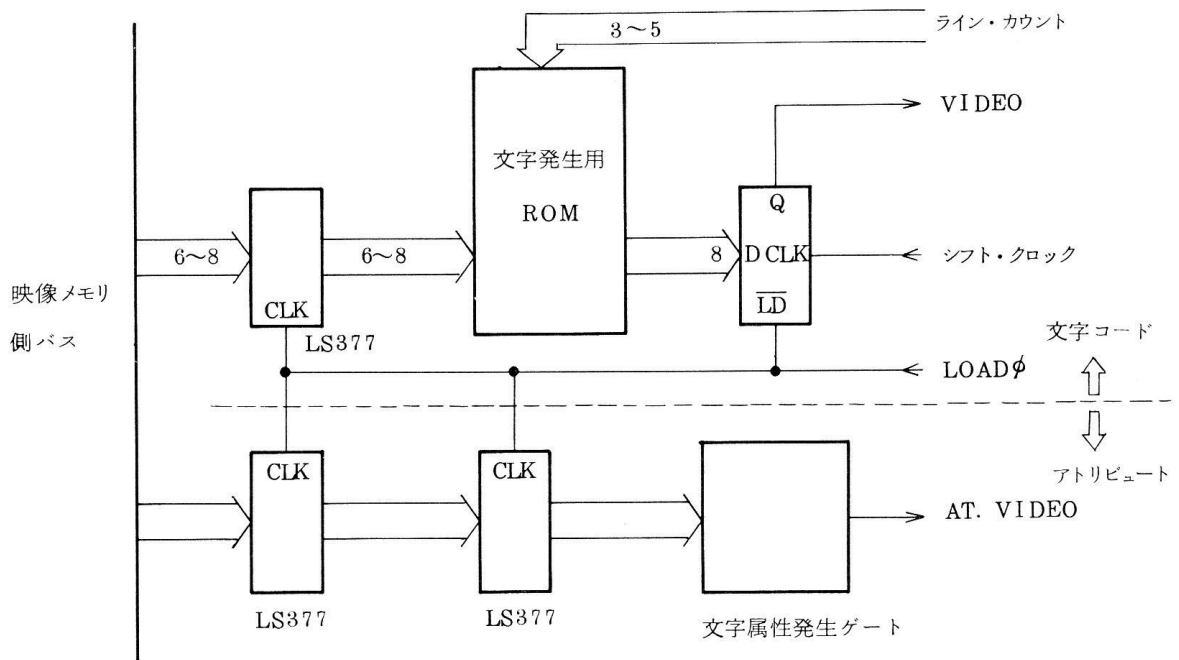 3～5
ライン・カウント
VIDEO
文字発生用
ROM
Q
6～8
6～8
8
D CLK
シフト・クロック
映像メモリ
側バス
CLK
LS377
L̅D̅
文字コード
LOADφ
CLK
CLK
アトリビュート
AT. VIDEO
LS377
LS377
文字属性発生ゲート